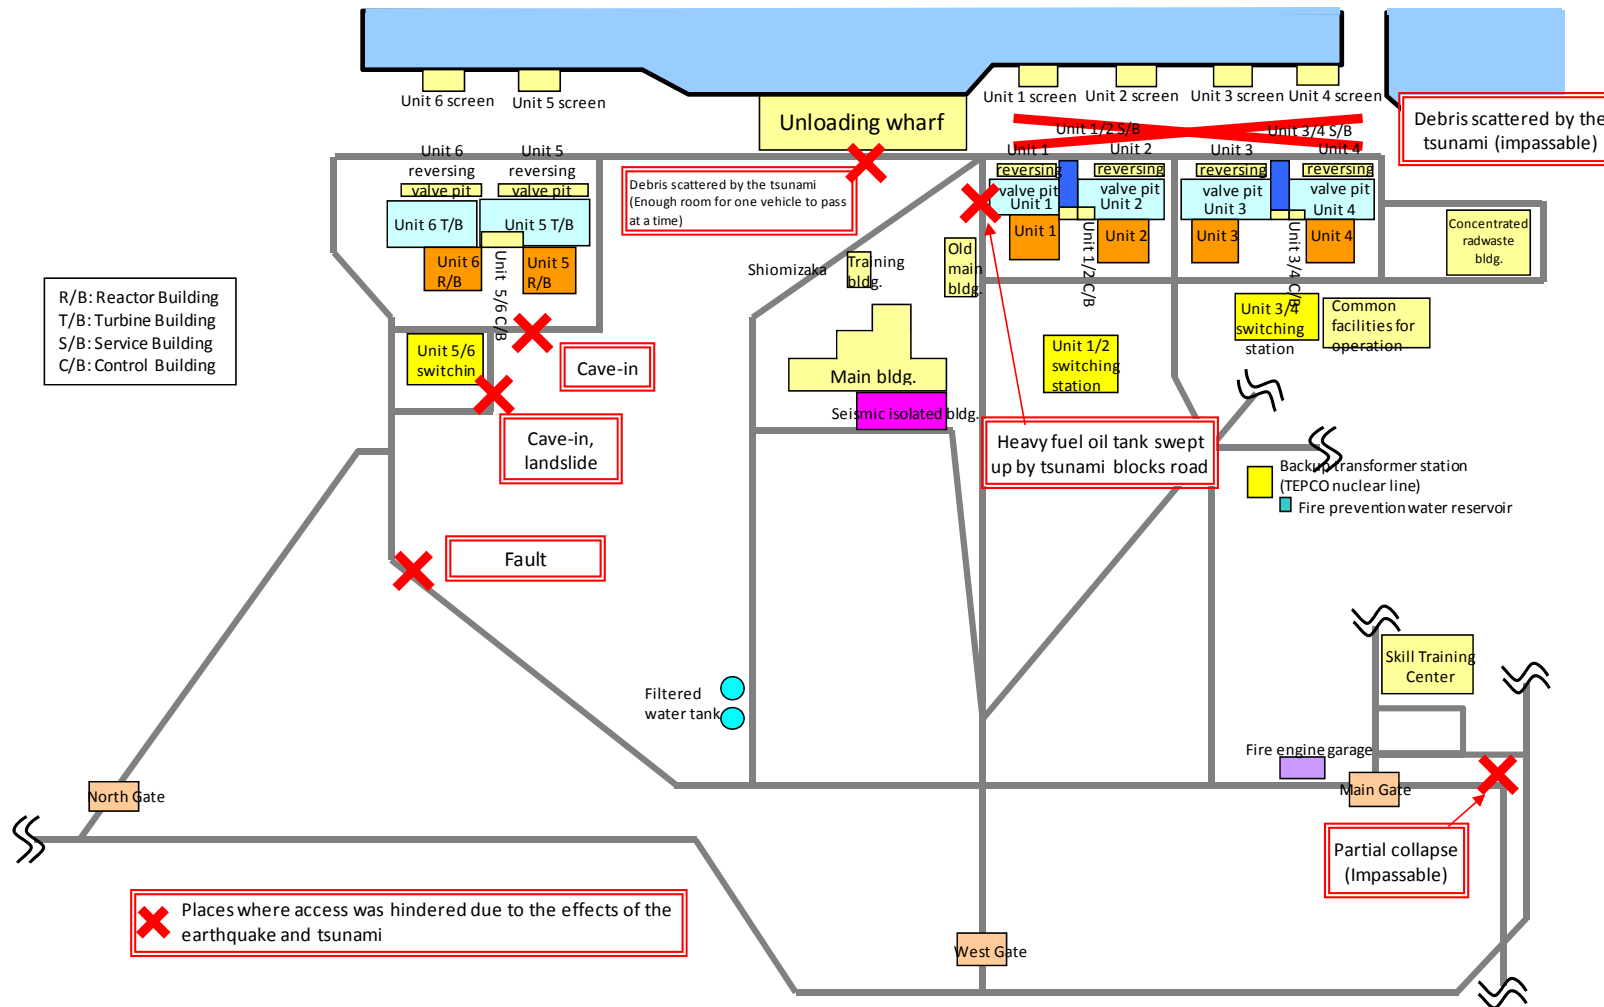 Unit 6 screen
Unit 5 screen
Unit 1 screen
Unit 2 screen
Unit 3 screen
Unit 4 screen
Unloading wharf
Unit 1/2 S/B
Unit 3/4 S/B
Debris scattered by the
tsunami (impassable)
Unit 6
reversing
valve pit
Unit 5
reversing
valve pit
Unit 1
reversing
valve pit
Unit 2
reversing
valve pit
Unit 3
reversing
valve pit
Unit 4
reversing
valve pit
Debris scattered by the tsunami
(Enough room for one vehicle to pass
at a time)
Unit 6 T/B
Unit 5 T/B
Unit 1
Unit 2
Unit 3
Unit 4
Unit 6
R/B
Unit 5
R/B
Unit 5/6 C/B
Unit 1
Unit 2
Unit 3
Unit 4
Unit 1/2 C/B
Unit 3/4 C/B
Concentrated
radwaste
bldg.
Shiomizaka
Training
bldg.
Old
main
bldg.
R/B: Reactor Building
T/B: Turbine Building
S/B: Service Building
C/B: Control Building
Unit 5/6
switchin
Cave-in
Cave-in,
landslide
Main bldg.
Seismic isolated bldg.
Unit 1/2
switching
station
Unit 3/4
switching
station
Common
facilities for
operation
Heavy fuel oil tank swept
up by tsunami blocks road
Backup transformer station
(TEPCO nuclear line)
Fire prevention water reservoir
Fault
Filtered
water tank
Skill Training
Center
Fire engine garage
North Gate
Main Gate
Partial collapse
(Impassable)
Places where access was hindered due to the effects of the
earthquake and tsunami
West Gate